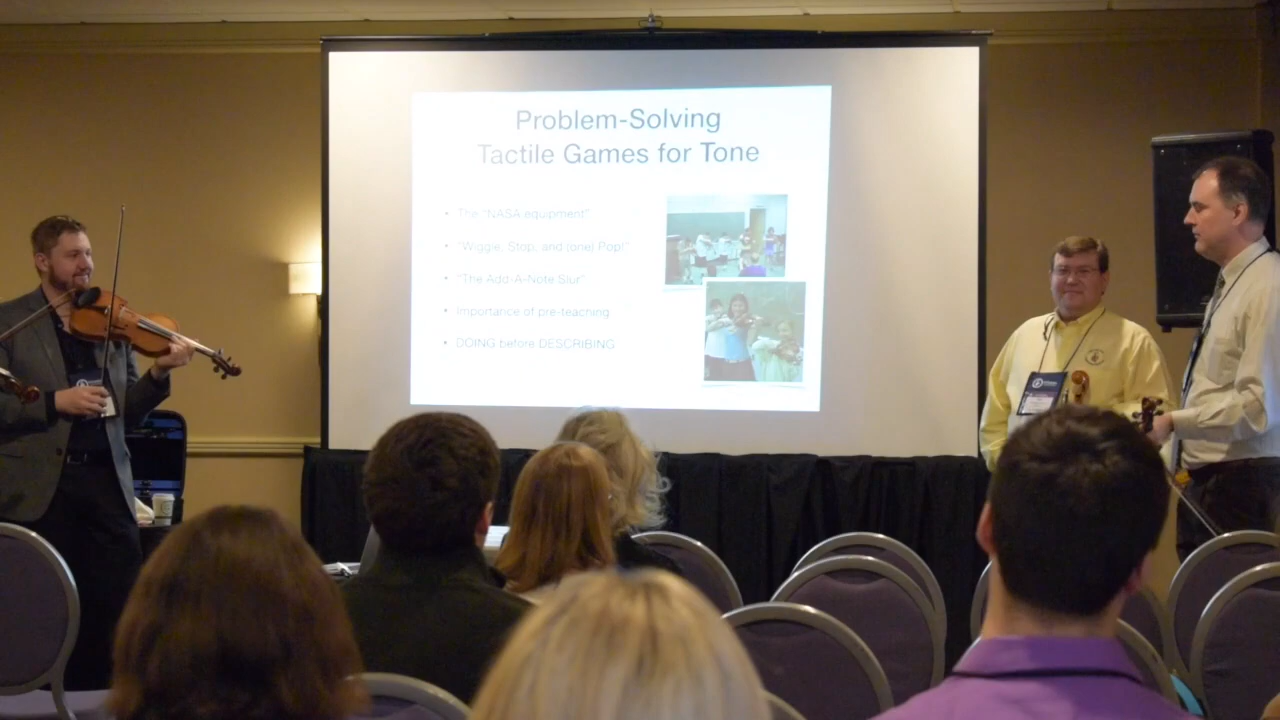 Problem-Solving
Tactile Games for Tone
• The "NASA equipment"
• "Wiggle, Stop, and (one) Pop!"
• "The Add-A-Note Slur"
• Importance of pre-teaching
• DOING before DESCRIBING